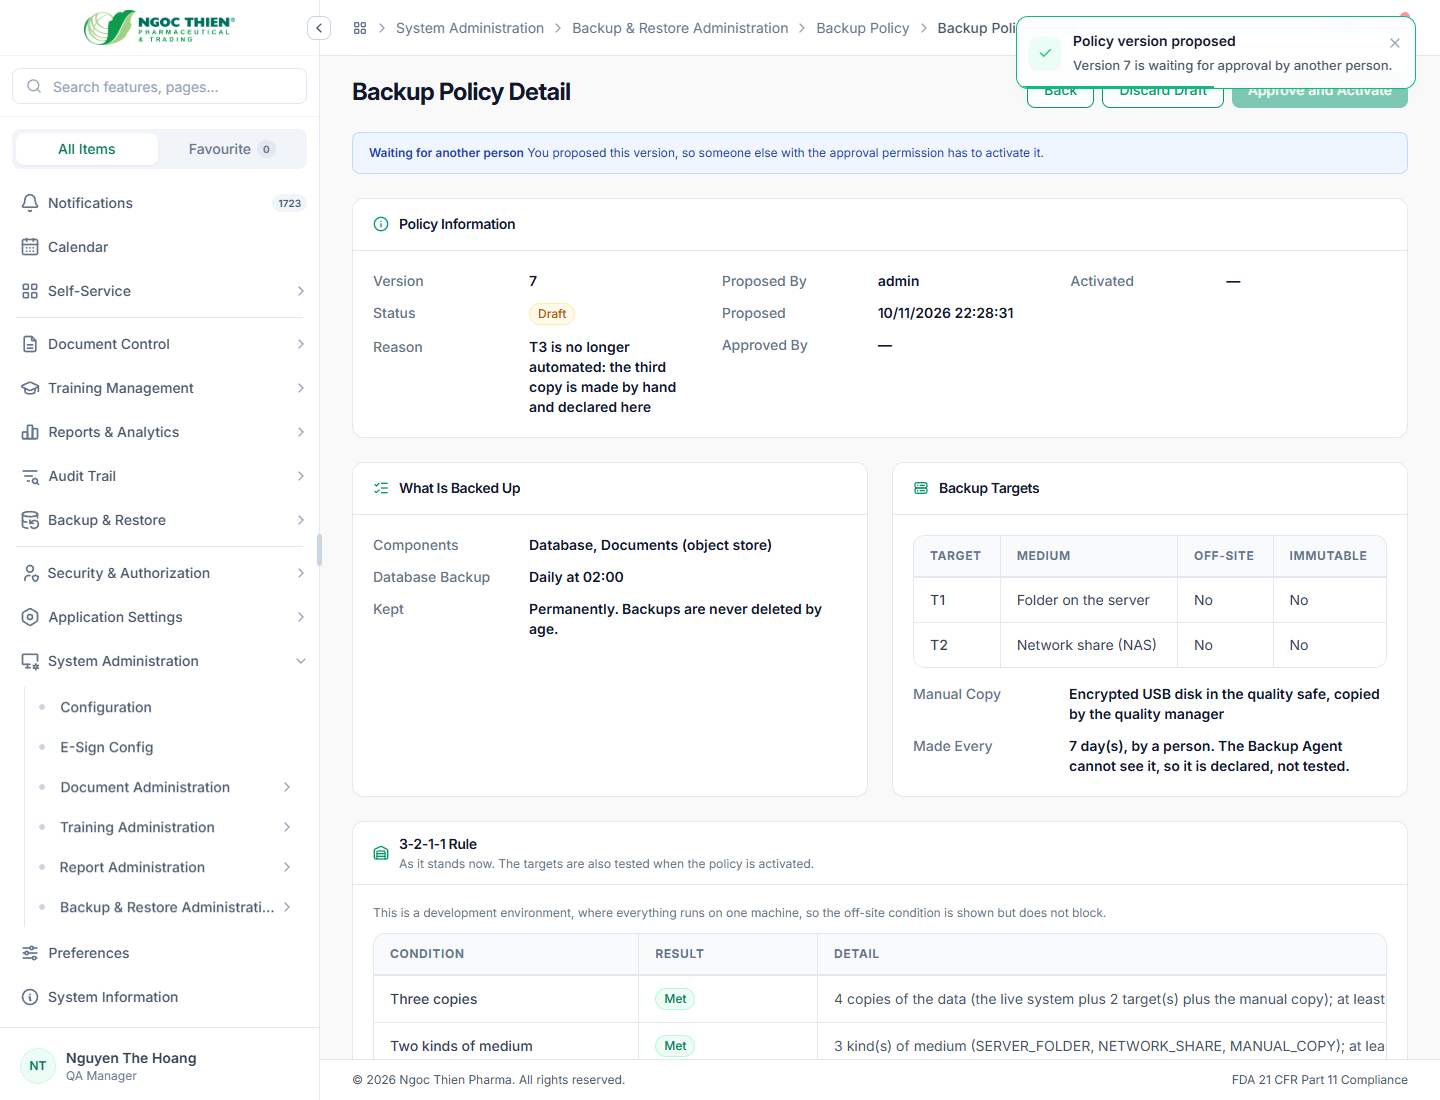 NGOC THIEN®
PHARMACEUTICAL
& TRADING
Search features, pages...
All Items
Favourite 0
Notifications 1723
Calendar
Self-Service
Document Control
Training Management
Reports & Analytics
Audit Trail
Backup & Restore
Security & Authorization
Application Settings
System Administration
Configuration
E-Sign Config
Document Administration
Training Administration
Report Administration
Backup & Restore Administrati...
Preferences
System Information
NT
Nguyen The Hoang
QA Manager
System Administration > Backup & Restore Administration > Backup Policy > Backup Poli
Policy version proposed
Version 7 is waiting for approval by another person.
Backup Policy Detail
Back
Discard Draft
Approve and Activate
Waiting for another person You proposed this version, so someone else with the approval permission has to activate it.
Policy Information
Version 7
Status Draft
Reason T3 is no longer
automated: the third
copy is made by hand
and declared here
Proposed By admin
Proposed 10/11/2026 22:28:31
Approved By —
Activated —
What Is Backed Up
Components Database, Documents (object store)
Database Backup Daily at 02:00
Kept Permanently. Backups are never deleted by
age.
Backup Targets
TARGET MEDIUM OFF-SITE IMMUTABLE
T1 Folder on the server No No
T2 Network share (NAS) No No
Manual Copy Encrypted USB disk in the quality safe, copied
by the quality manager
Made Every 7 day(s), by a person. The Backup Agent
cannot see it, so it is declared, not tested.
3-2-1-1 Rule
As it stands now. The targets are also tested when the policy is activated.
This is a development environment, where everything runs on one machine, so the off-site condition is shown but does not block.
CONDITION RESULT DETAIL
Three copies Met 4 copies of the data (the live system plus 2 target(s) plus the manual copy); at least
Two kinds of medium Met 3 kind(s) of medium (SERVER_FOLDER, NETWORK_SHARE, MANUAL_COPY); at lea
© 2026 Ngoc Thien Pharma. All rights reserved.
FDA 21 CFR Part 11 Compliance